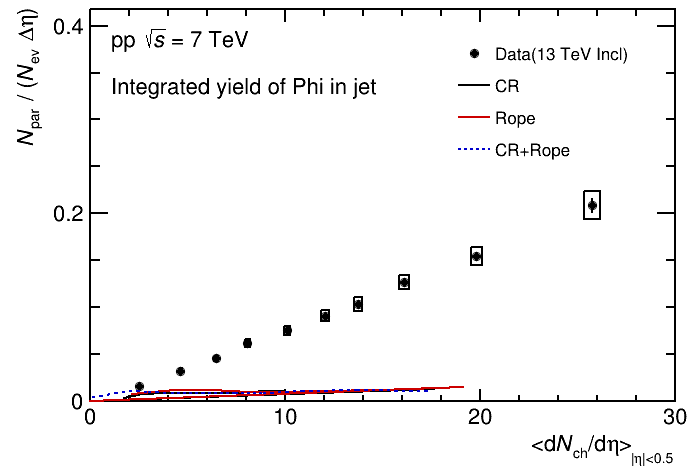 0.4
0.2
0
N_par / (N_ev Δη)
pp √s = 7 TeV
Integrated yield of Phi in jet
Data(13 TeV Incl)
CR
Rope
CR+Rope
0 10 20 30
<dN_ch/dη>_|η|<0.5